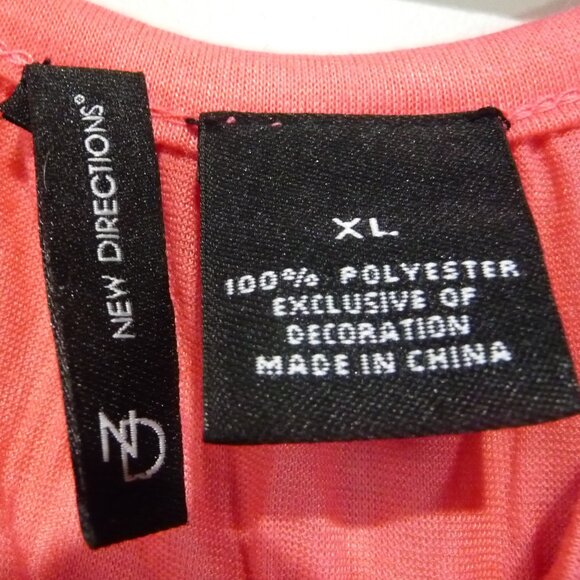 NEW DIRECTIONS®
ND
XL
100% POLYESTER
EXCLUSIVE OF
DECORATION
MADE IN CHINA